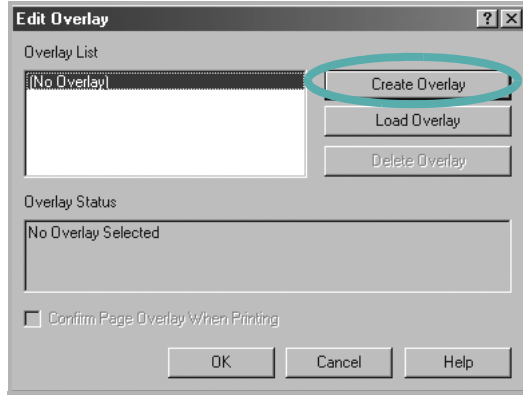 Edit Overlay
Overlay List
(No Overlay)
Create Overlay
Load Overlay
Delete Overlay
Overlay Status
No Overlay Selected
Confirm Page Overlay When Printing
OK
Cancel
Help